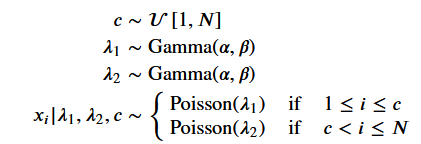 c ~ 𝒰 [1, N]
λ₁ ~ Gamma(α, β)
λ₂ ~ Gamma(α, β)
xᵢ|λ₁, λ₂, c ~ { Poisson(λ₁) if 1 ≤ i ≤ c
Poisson(λ₂) if c < i ≤ N